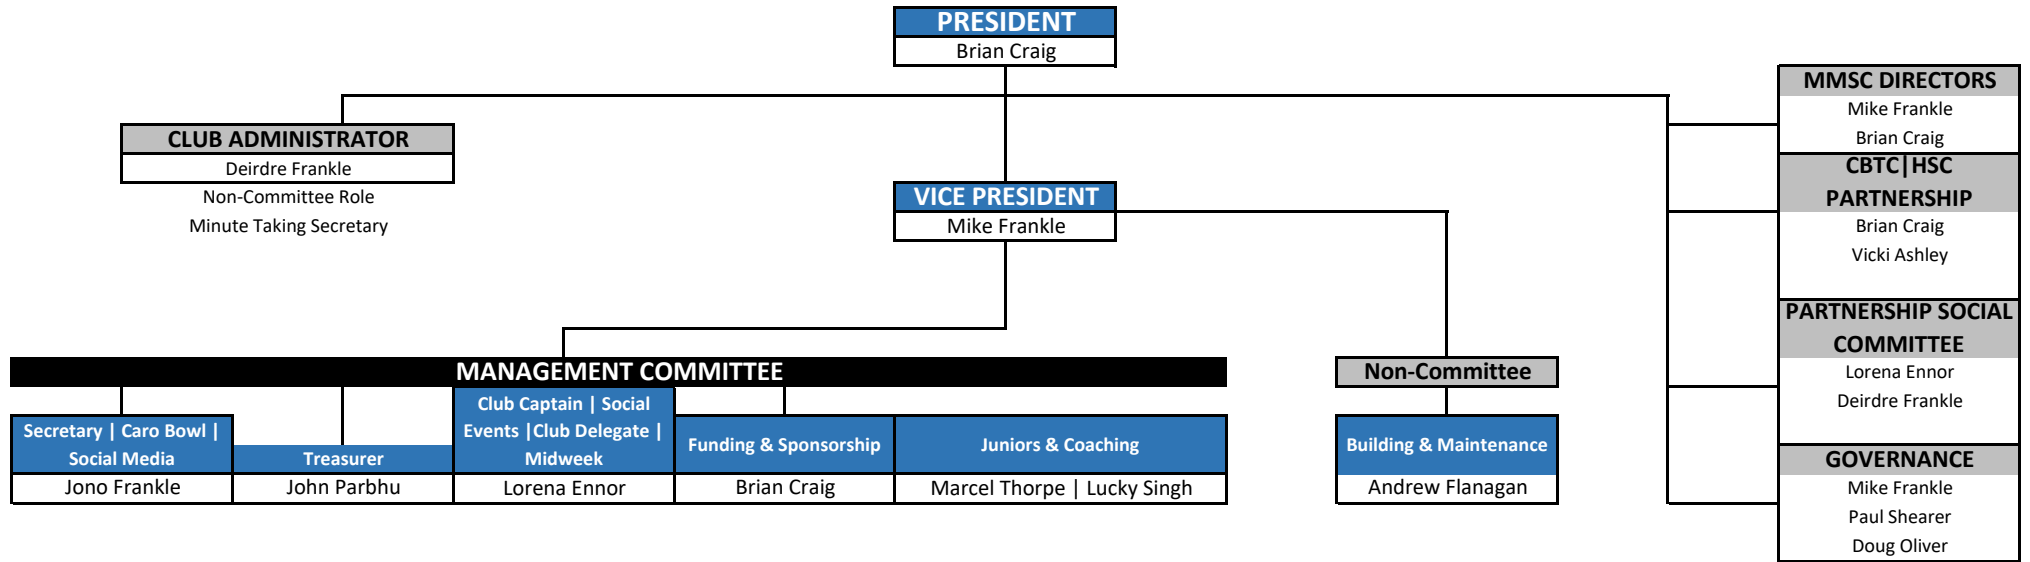 PRESIDENT
Brian Craig
CLUB ADMINISTRATOR
Deirdre Frankle
Non-Committee Role
Minute Taking Secretary
VICE PRESIDENT
Mike Frankle
MANAGEMENT COMMITTEE
Secretary | Caro Bowl |
Social Media
Jono Frankle
Treasurer
John Parbhu
Club Captain | Social
Events |Club Delegate |
Midweek
Lorena Ennor
Funding & Sponsorship
Brian Craig
Juniors & Coaching
Marcel Thorpe | Lucky Singh
Non-Committee
Building & Maintenance
Andrew Flanagan
MMSC DIRECTORS
Mike Frankle
Brian Craig
CBTC|HSC
PARTNERSHIP
Brian Craig
Vicki Ashley
PARTNERSHIP SOCIAL
COMMITTEE
Lorena Ennor
Deirdre Frankle
GOVERNANCE
Mike Frankle
Paul Shearer
Doug Oliver